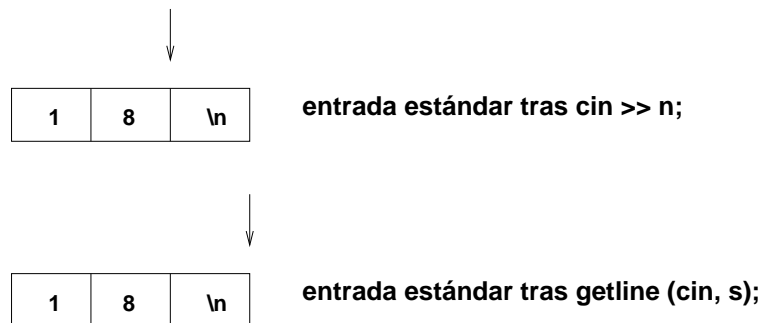 1 8 \n entrada estándar tras cin >> n;
1 8 \n entrada estándar tras getline (cin, s);